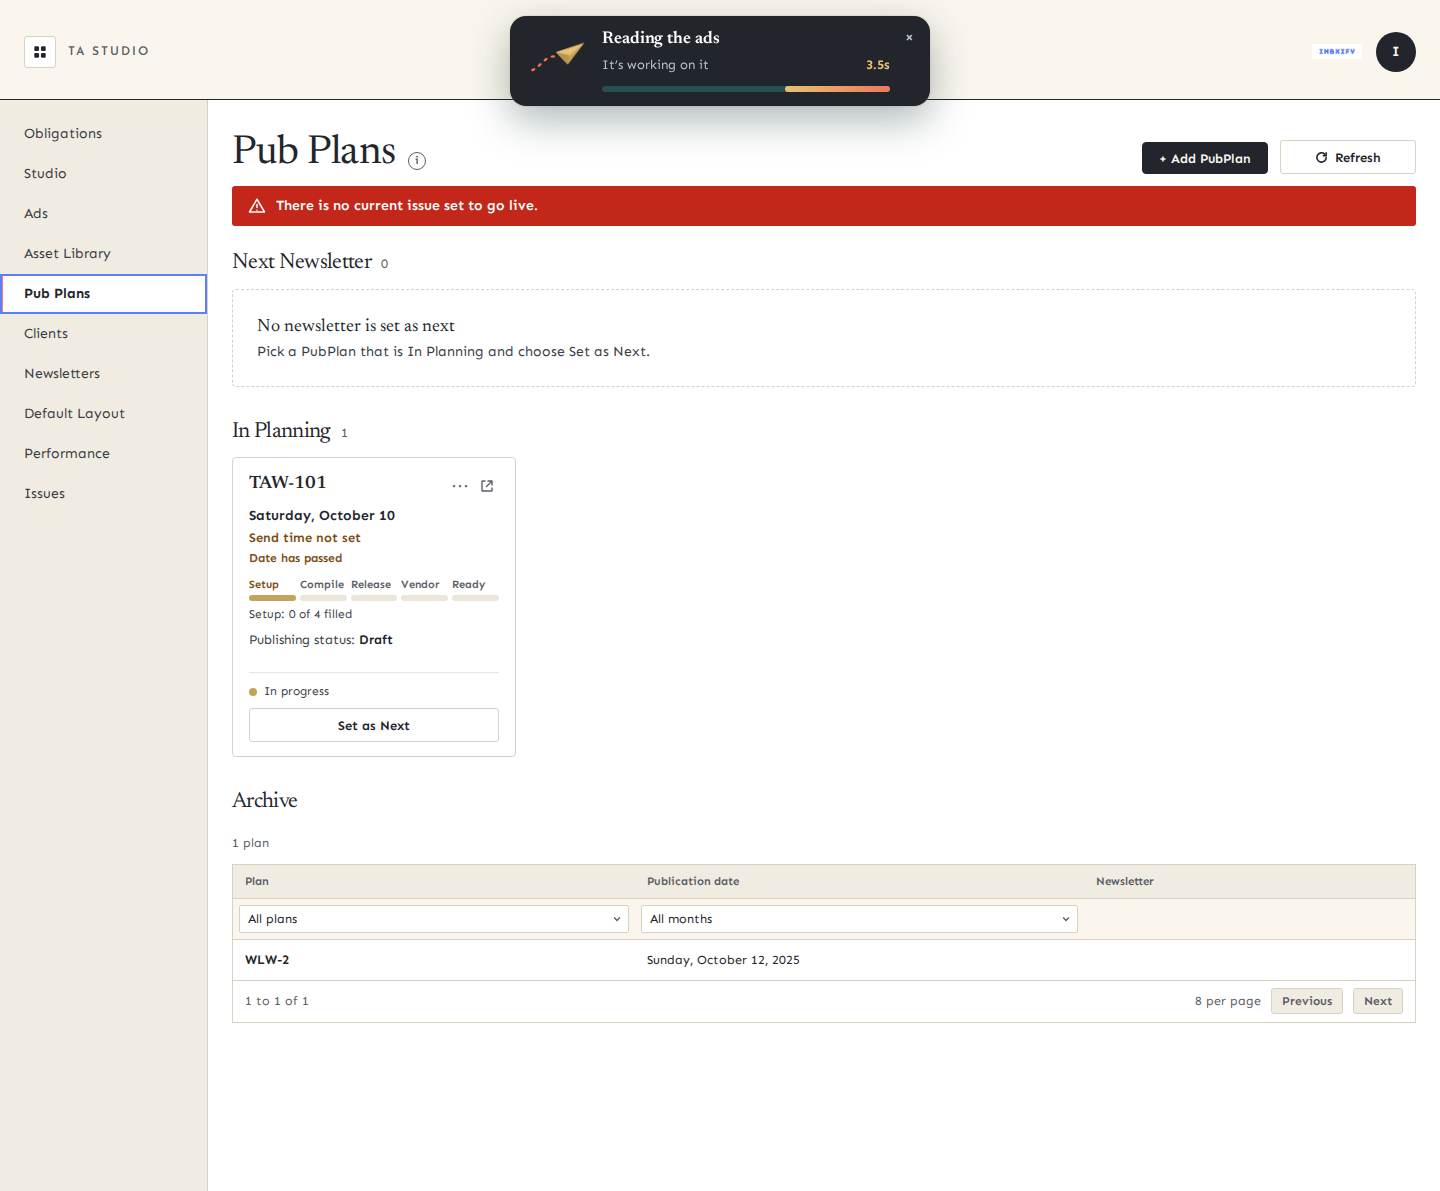 TA STUDIO
Reading the ads
×
It's working on it
3.5s
INBXIFY
I
Obligations
Studio
Ads
Asset Library
Pub Plans
Clients
Newsletters
Default Layout
Performance
Issues
Pub Plans
i
+ Add PubPlan
Refresh
There is no current issue set to go live.
Next Newsletter 0
No newsletter is set as next
Pick a PubPlan that is In Planning and choose Set as Next.
In Planning 1
TAW-101
Saturday, October 10
Send time not set
Date has passed
Setup Compile Release Vendor Ready
Setup: 0 of 4 filled
Publishing status: Draft
In progress
Set as Next
Archive
1 plan
Plan Publication date Newsletter
All plans All months
WLW-2 Sunday, October 12, 2025
1 to 1 of 1 8 per page Previous Next